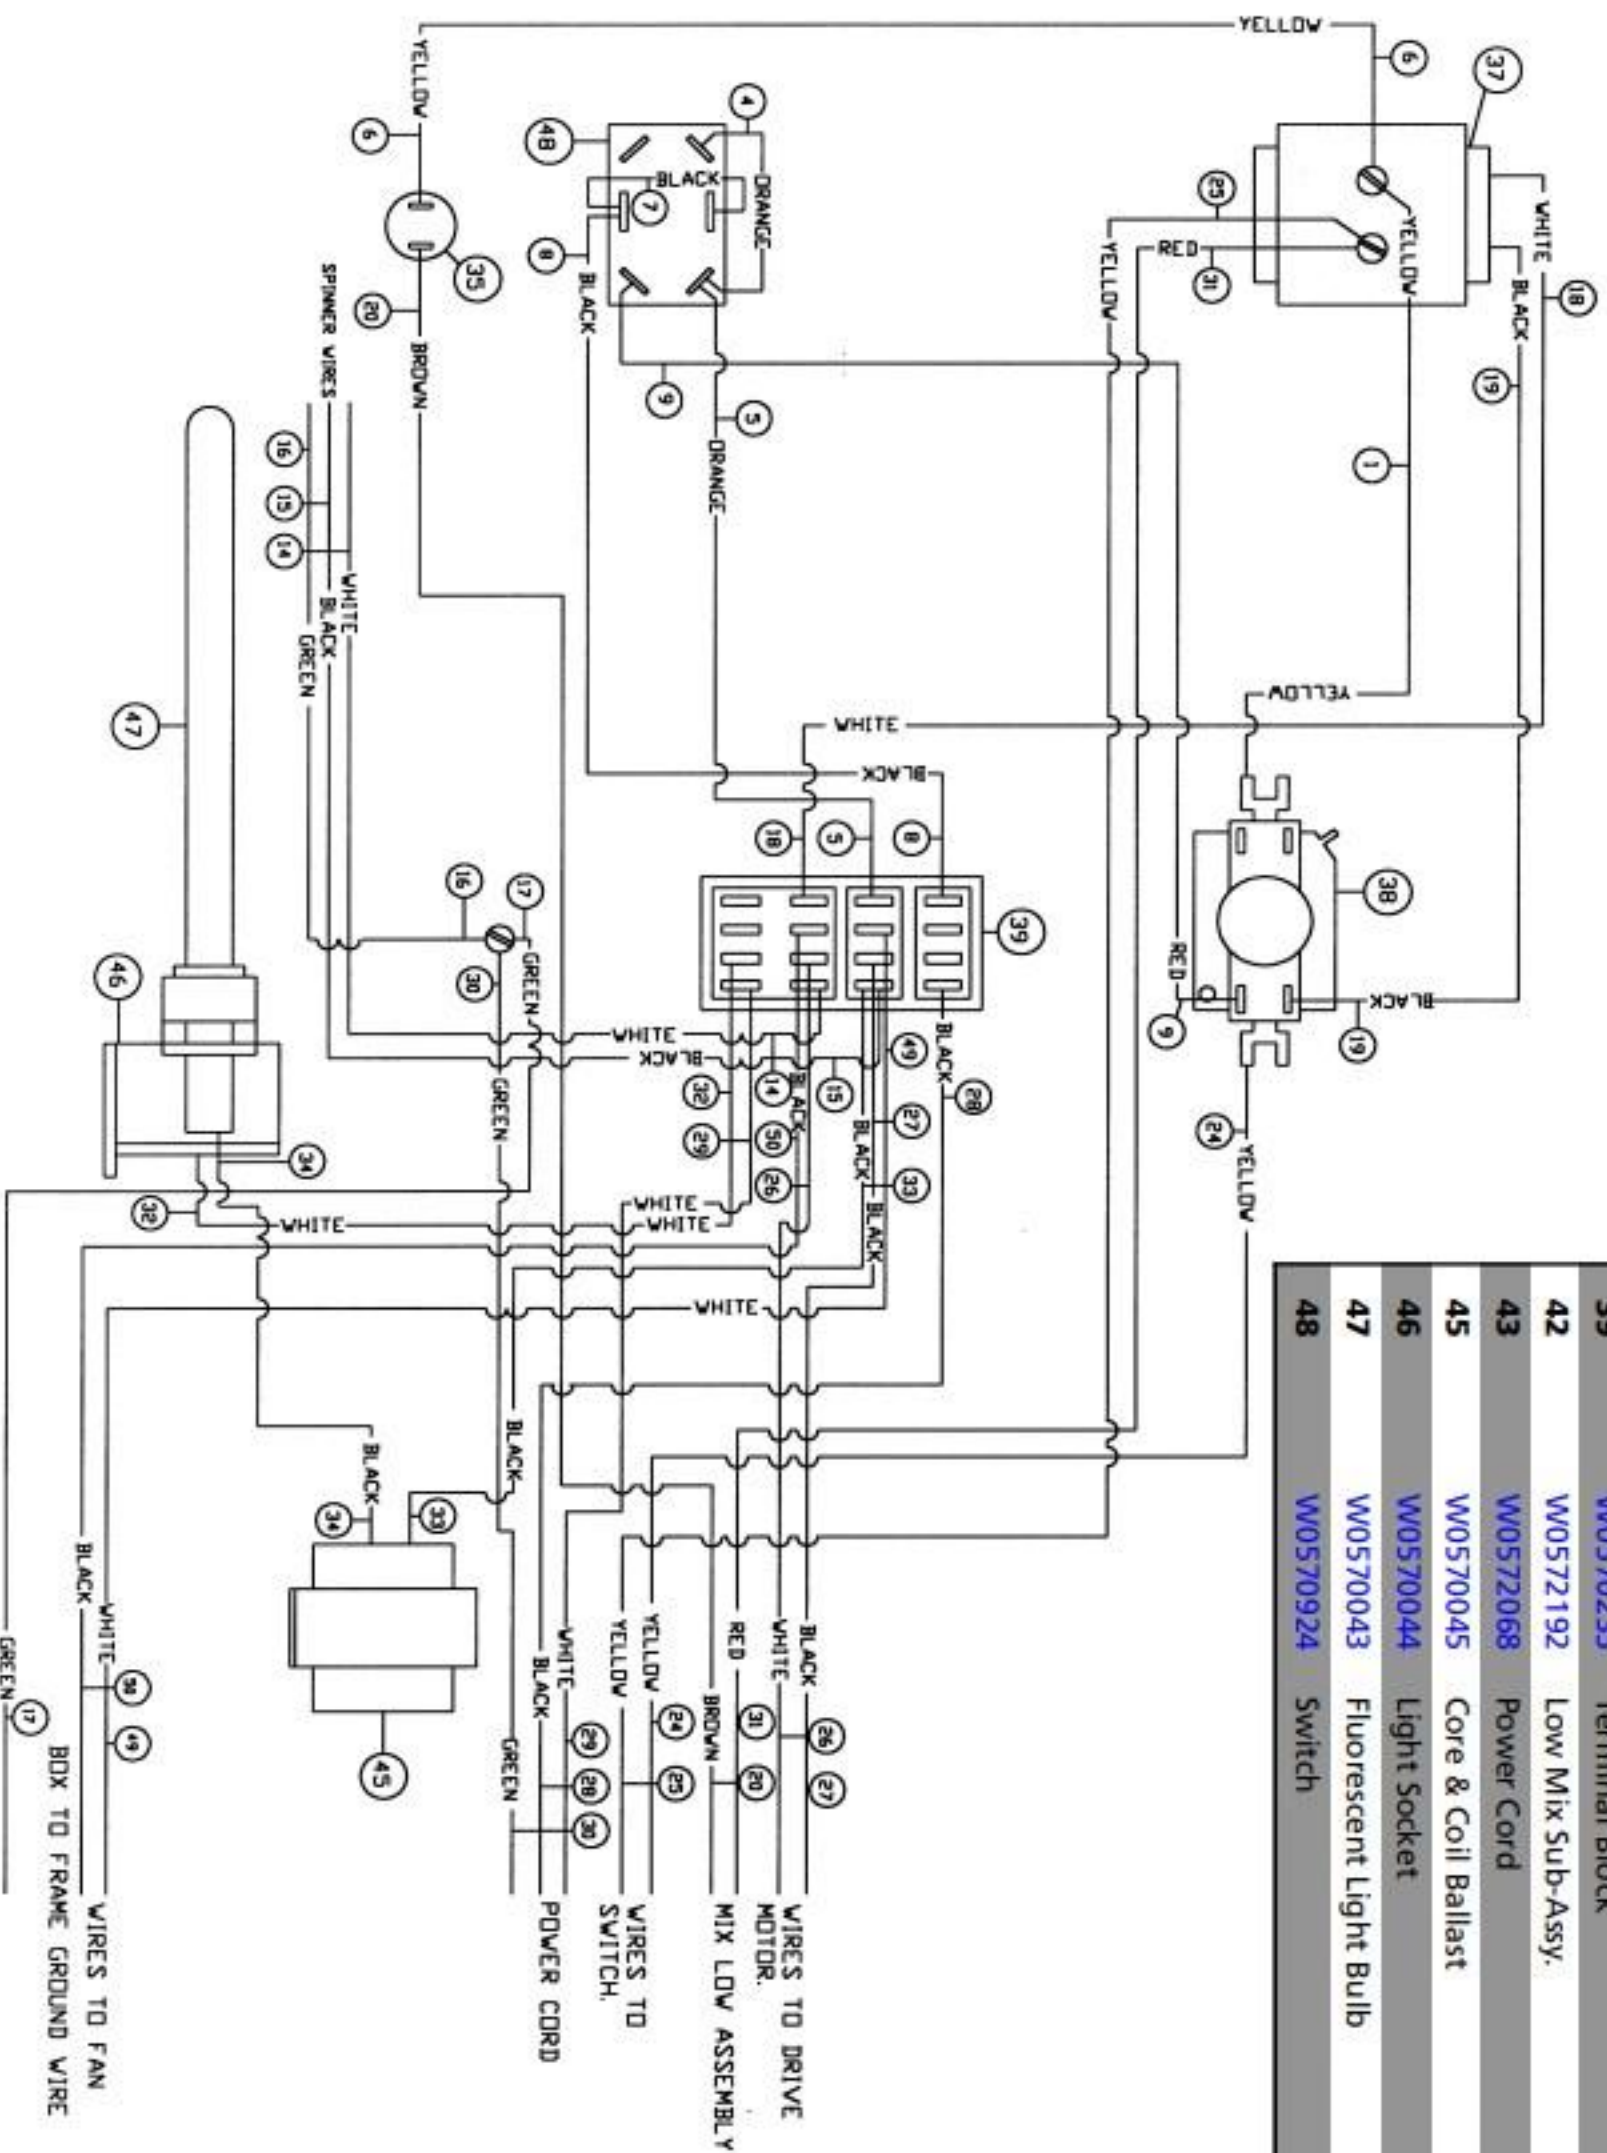 YELLOW
6
37
YELLOW
6
4
48
BLACK
7
ORANGE
25
YELLOW
RED
31
YELLOW
WHITE
18
BLACK
19
8
BLACK
35
20
BROWN
SPINNER WIRES
9
5
ORANGE
1
16
15
14
WHITE
BLACK
GREEN
47
YELLOW
WHITE
BLACK
18
5
8
38
39
16
17
GREEN
30
46
RED
9
BLACK
19
WHITE
BLACK
14
15
49
BLACK
28
32
29
BLACK
50
26
BLACK
27
33
BLACK
GREEN
34
32
WHITE
WHITE
WHITE
24
YELLOW
WHITE
BLACK
BLACK
34
33
45
BLACK
WHITE
50
49
GREEN
17
BOX TO FRAME GROUND WIRE
WIRES TO FAN
GREEN
BLACK
WHITE
29
28
30
POWER CORD
YELLOW
YELLOW
24
25
WIRES TO
SWITCH.
BROWN
RED
31
20
MIX LOW ASSEMBLY
WHITE
BLACK
26
27
WIRES TO DRIVE
MOTOR.
42 W0572192 Low Mix Sub-Assy.
43 W0572068 Power Cord
45 W0570045 Core & Coil Ballast
46 W0570044 Light Socket
47 W0570043 Fluorescent Light Bulb
48 W0570924 Switch